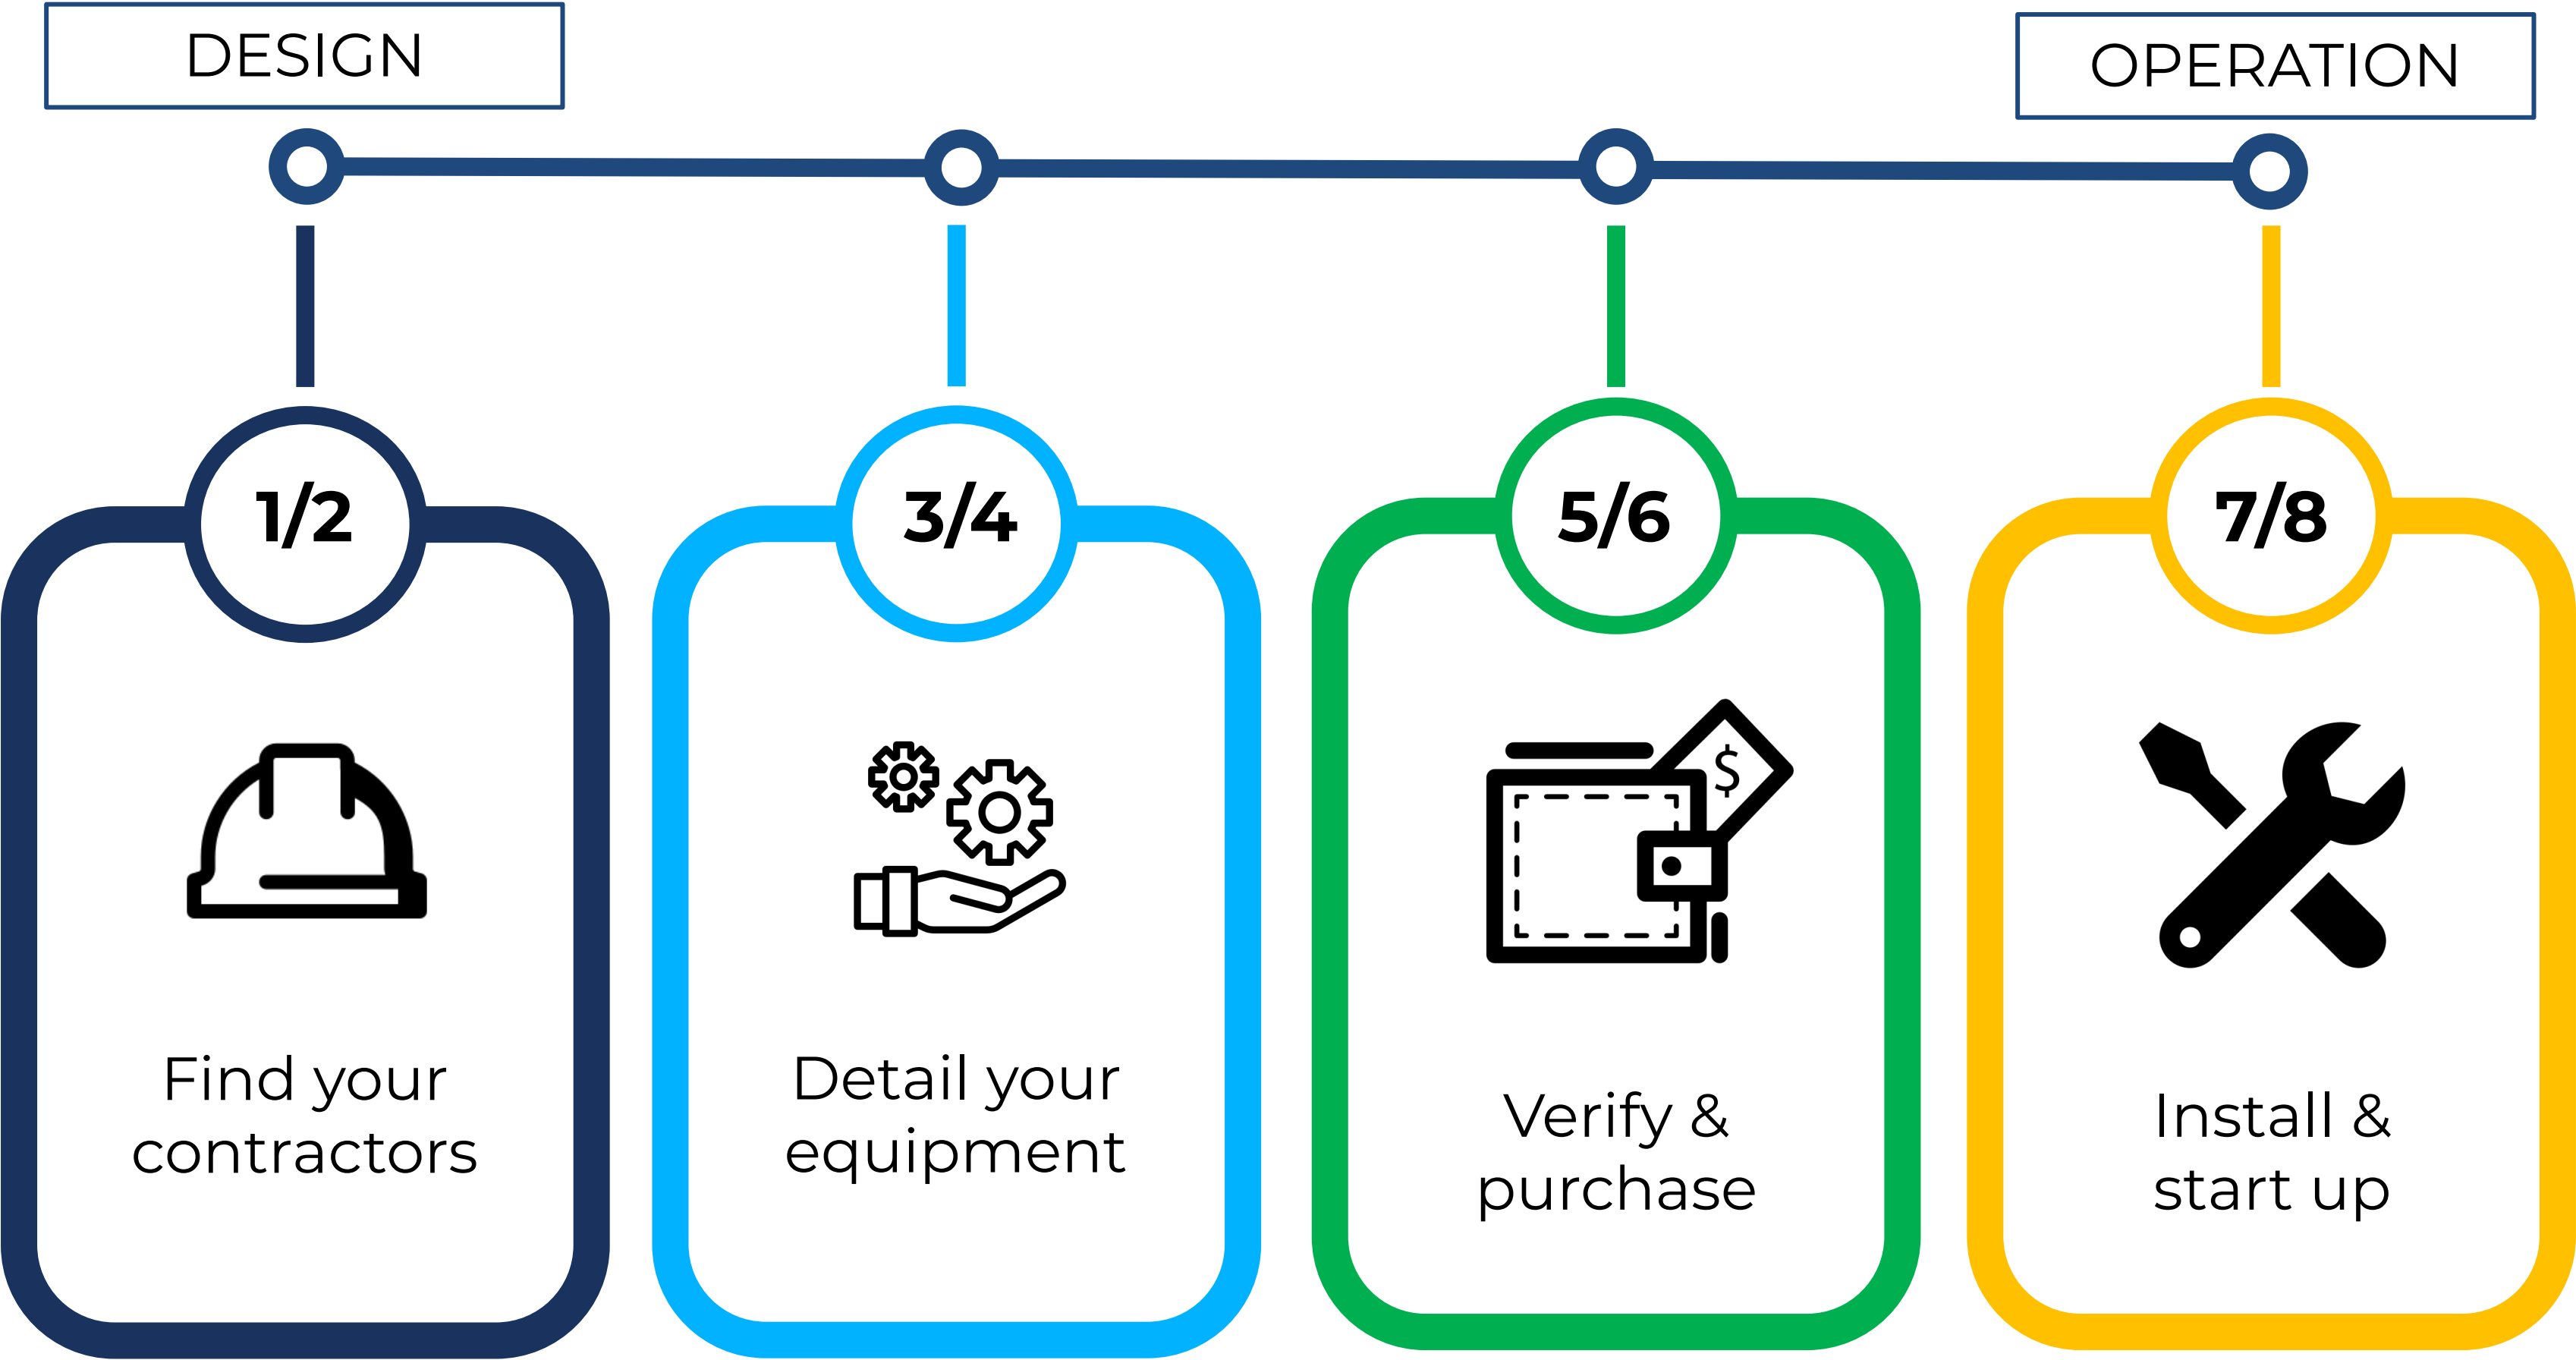 DESIGN
OPERATION
1/2
3/4
5/6
7/8
$
Find your
contractors
Detail your
equipment
Verify &
purchase
Install &
start up